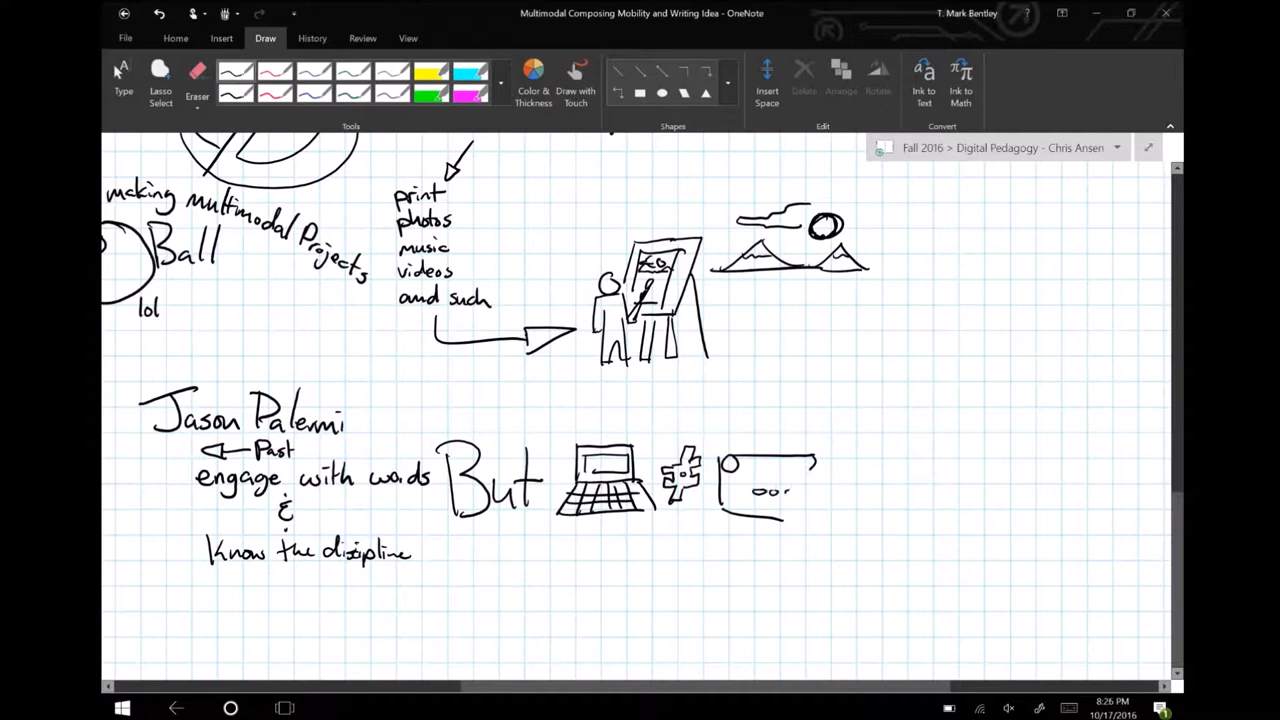 Multimodal Composing Mobility and Writing Idea - OneNote
T. Mark Bentley
?
File
Home
Insert
Draw
History
Review
View
Type
Lasso Select
Eraser
Color & Thickness
Draw with Touch
Insert Space
Delete
Arrange
Rotate
Ink to Text
Ink to Math
Tools
Shapes
Edit
Convert
Fall 2016 > Digital Pedagogy - Chris Ansen
making multimodal Projects
Ball
lol
print
photos
music
videos
and such
Jason Palermi
Past
engage with words
&
Know the discipline
But
8:26 PM
10/17/2016
1